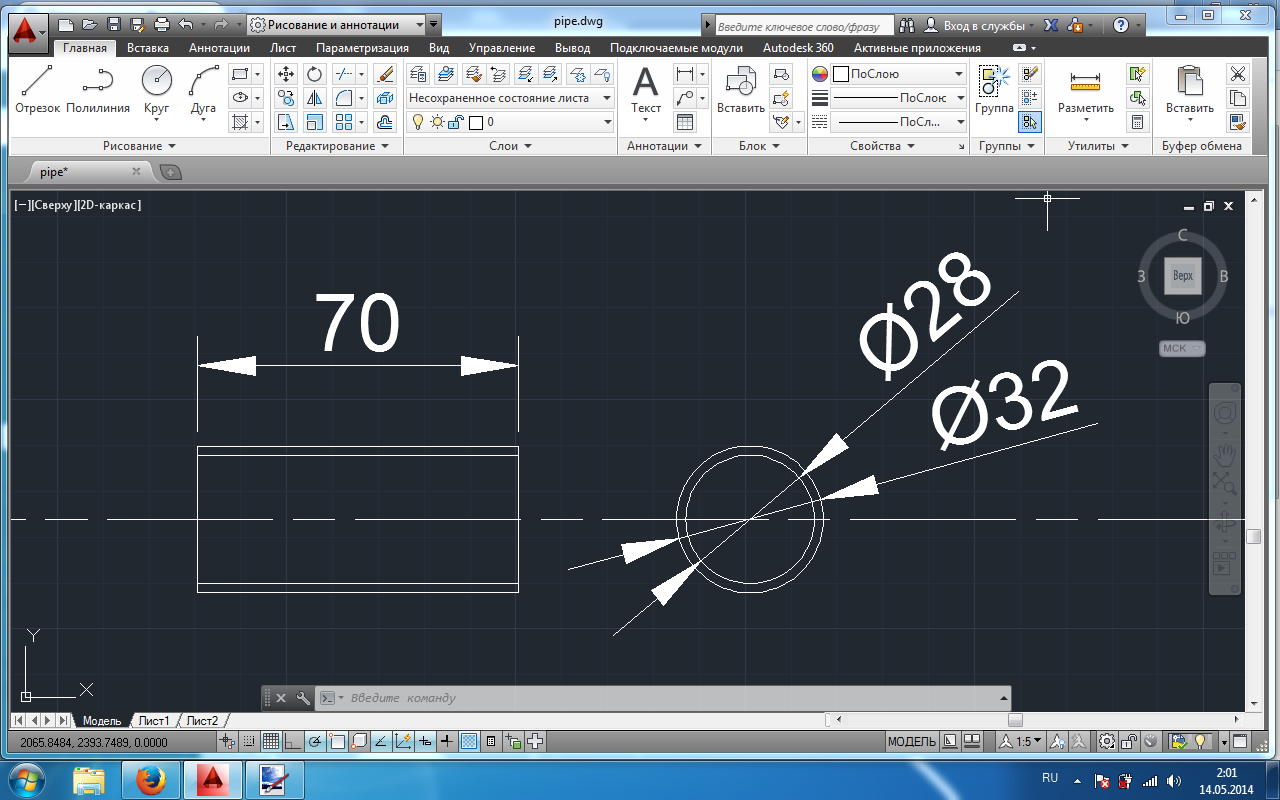 Рисование и аннотации
pipe.dwg
Введите ключевое слово/фразу
Вход в службы
Главная Вставка Аннотации Лист Параметризация Вид Управление Вывод Подключаемые модули Autodesk 360 Активные приложения
Отрезок Полилиния Круг Дуга
Несохраненное состояние листа
0
Текст
Вставить
ПоСлою
ПоСлою
ПоСл...
Группа
Разметить
Вставить
Рисование Редактирование Слои Аннотации Блок Свойства Группы Утилиты Буфер обмена
pipe*
[−][Сверху][2D-каркас]
С
З Верх В
Ю
МСК
70
Ø28
Ø32
Y
X
Введите команду
Модель Лист1 Лист2
2065.8484, 2393.7489, 0.0000
МОДЕЛЬ
1:5
RU
2:01
14.05.2014